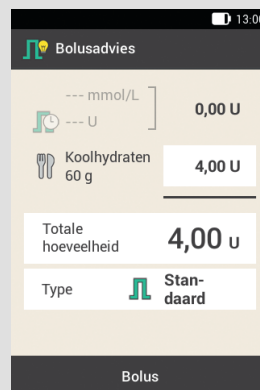 13:00
Bolusadvies
--- mmol/L
--- U
0,00 U
Koolhydraten
60 g
4,00 U
Totale
hoeveelheid
4,00 U
Type
Stan-
daard
Bolus